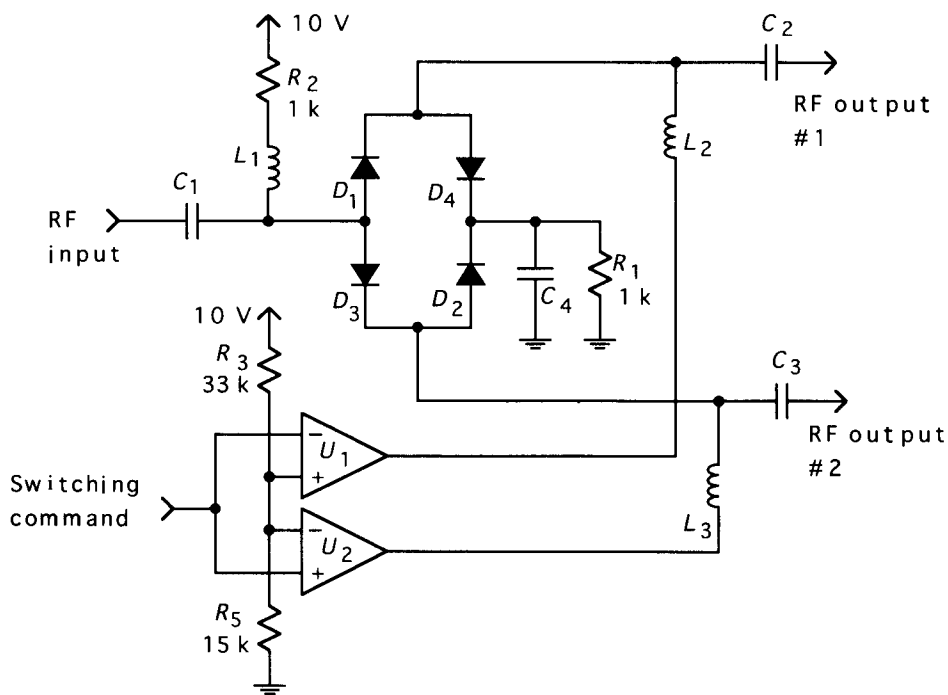 10 V
R2
1 k
L1
C1
RF
input
D1
D4
D3
D2
C4
R1
1 k
C2
RF output
#1
L2
10 V
R3
33 k
C3
RF output
#2
− U1
+
Switching
command
− U2
+
L3
R5
15 k